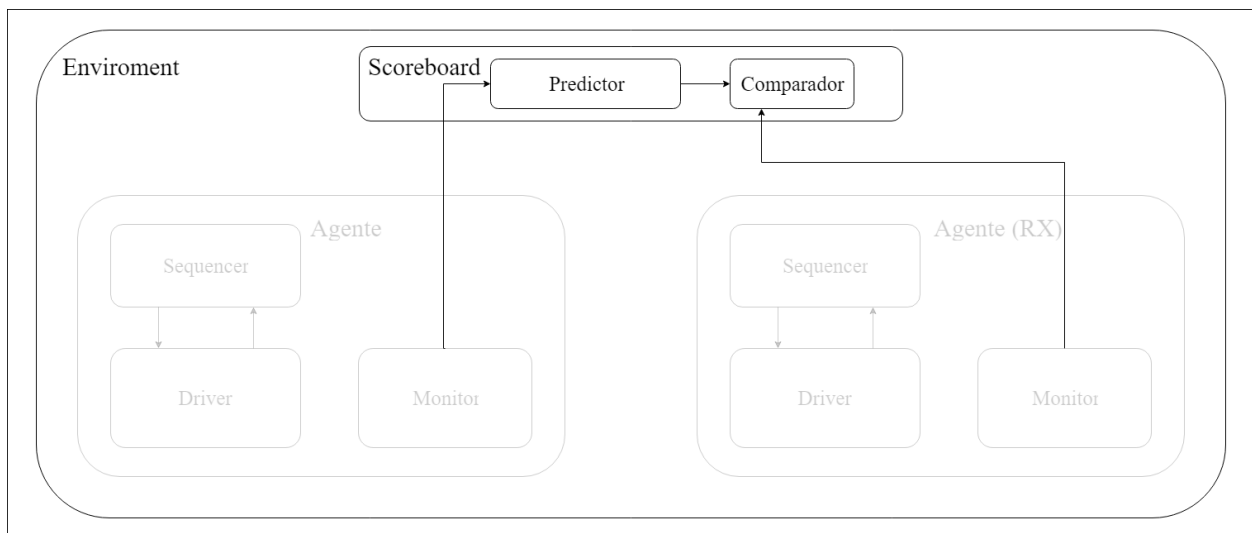 Enviroment
Scoreboard
Predictor
Comparador
Agente
Agente (RX)
Sequencer
Sequencer
Driver
Monitor
Driver
Monitor